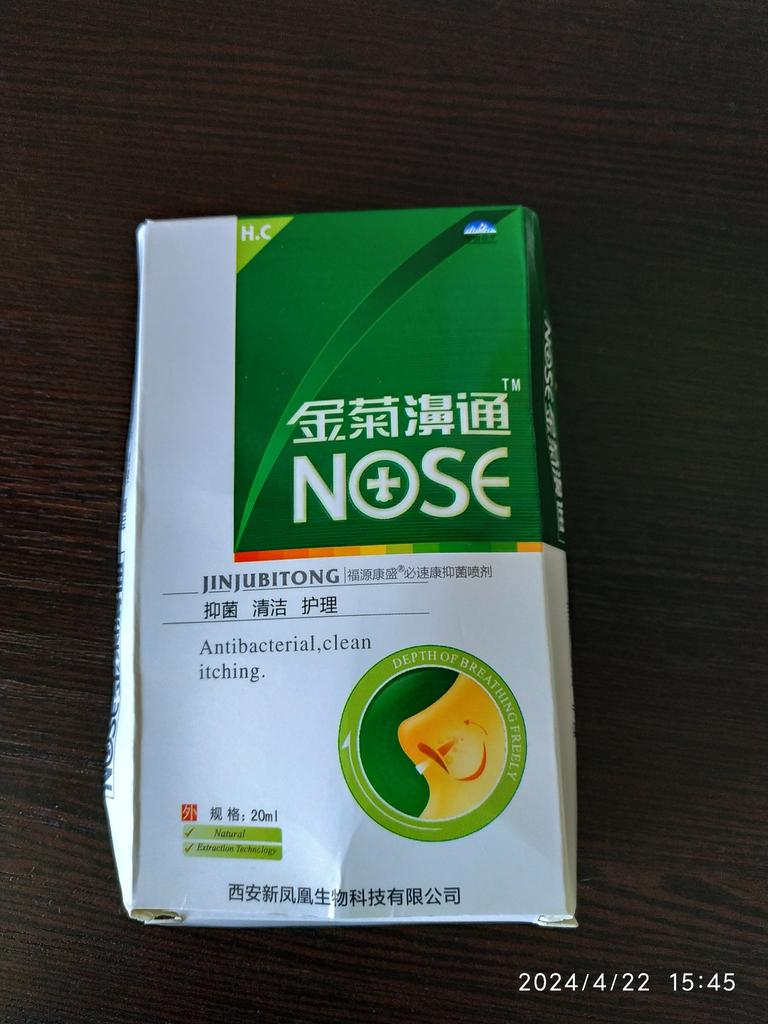 H.C
金菊濞通™
NOSE
JINJUBITONG 福源康盛®必速康抑菌喷剂
抑菌 清洁 护理
Antibacterial,clean
itching.
DEPTH OF BREATHING FREELY
外 规格：20ml
✓ Natural
✓ Extraction Technology
西安新凤凰生物科技有限公司
NOSE
2024/4/22 15:45